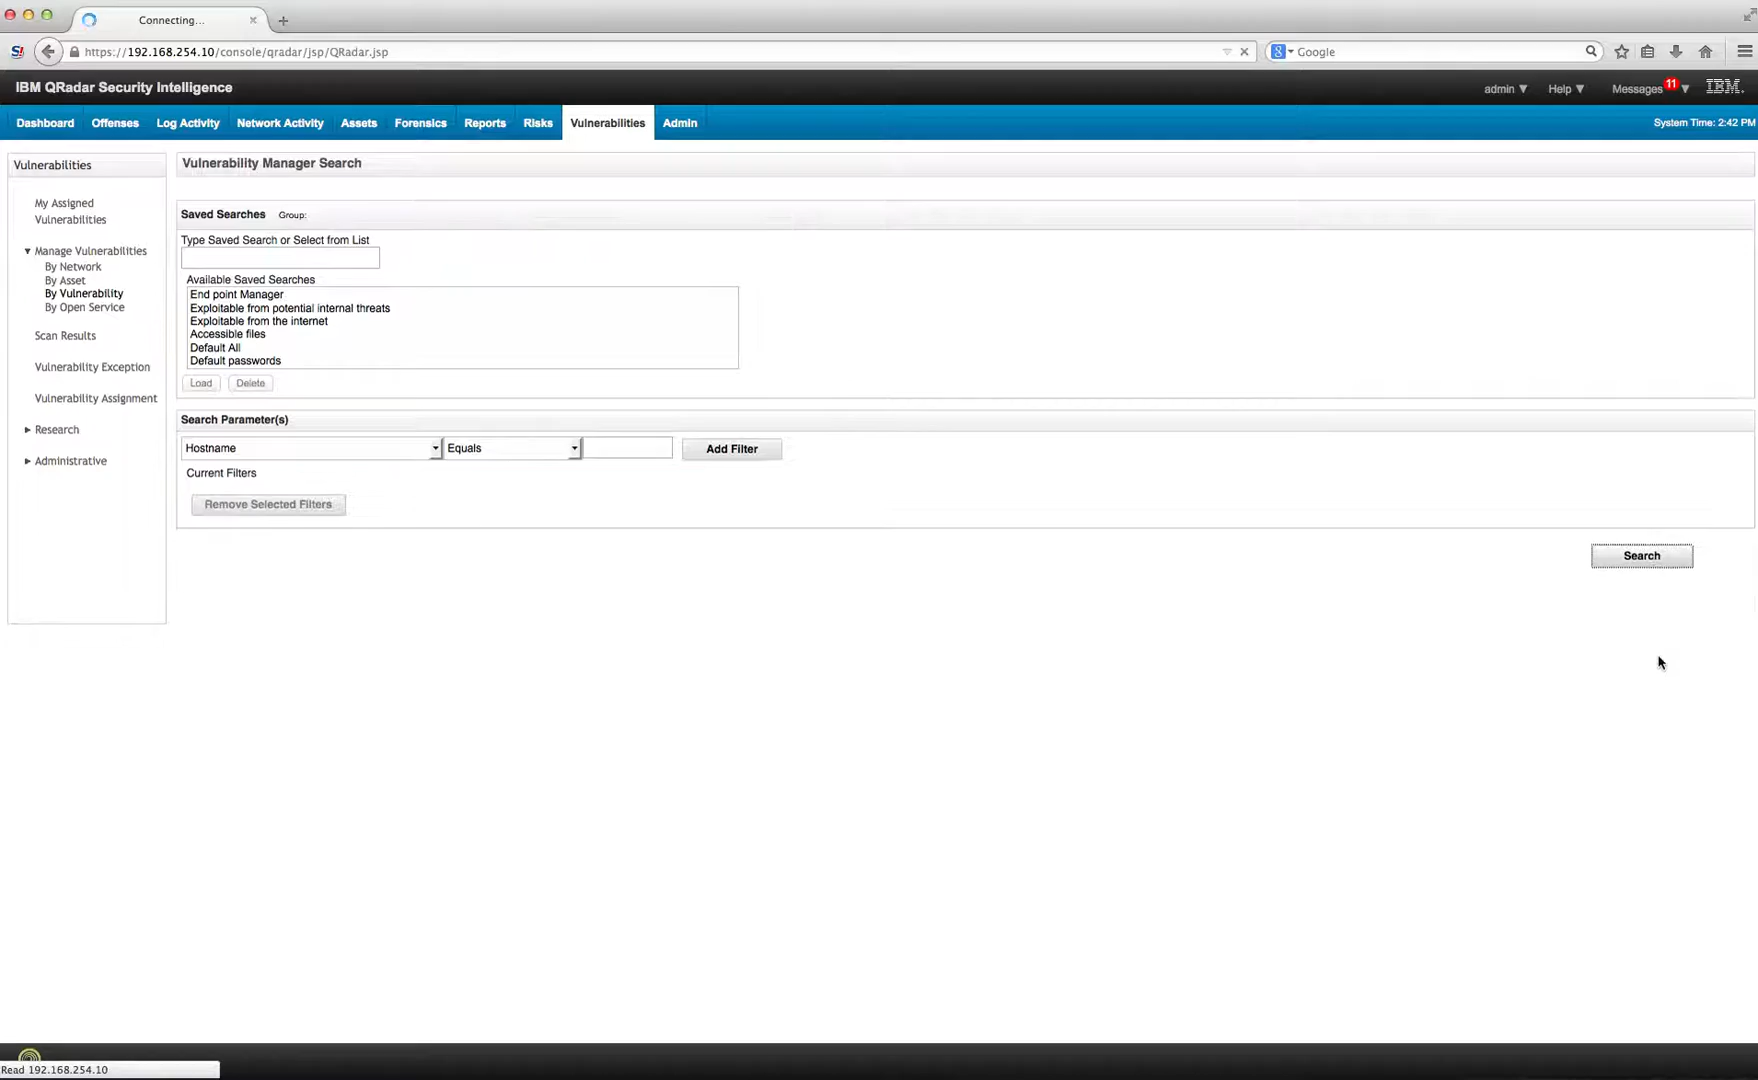 Connecting...
https://192.168.254.10/console/qradar/jsp/QRadar.jsp
Google
IBM QRadar Security Intelligence
admin ▼ Help ▼ Messages 11 ▼ IBM.
Dashboard Offenses Log Activity Network Activity Assets Forensics Reports Risks Vulnerabilities Admin System Time: 2:42 PM
Vulnerabilities
My Assigned
Vulnerabilities
Manage Vulnerabilities
By Network
By Asset
By Vulnerability
By Open Service
Scan Results
Vulnerability Exception
Vulnerability Assignment
Research
Administrative
Vulnerability Manager Search
Saved Searches Group:
Type Saved Search or Select from List
Available Saved Searches
End point Manager
Exploitable from potential internal threats
Exploitable from the internet
Accessible files
Default All
Default passwords
Load Delete
Search Parameter(s)
Hostname Equals Add Filter
Current Filters
Remove Selected Filters
Search
Read 192.168.254.10